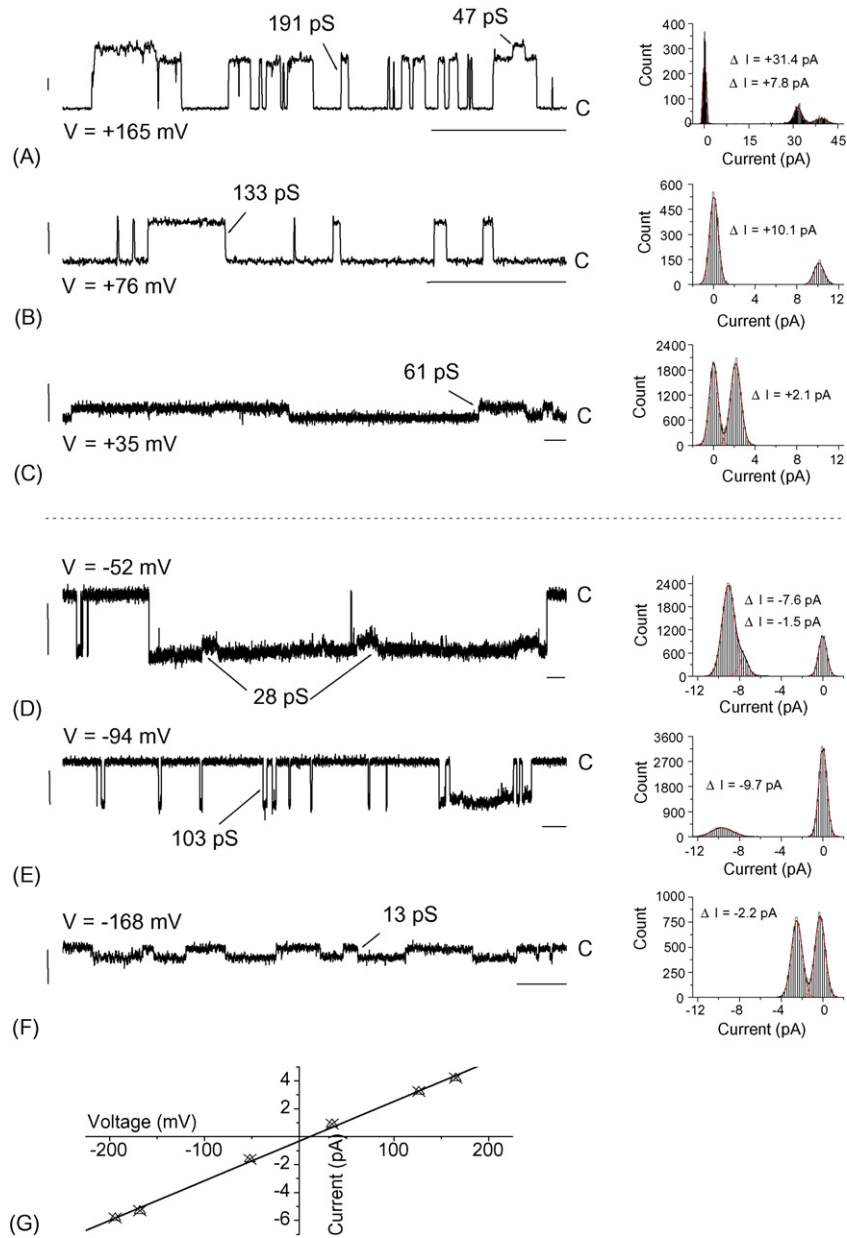 191 pS
47 pS
C
V = +165 mV
(A)
Count
400
300
200
100
0
Δ I = +31.4 pA
Δ I = +7.8 pA
0 15 30 45
Current (pA)
133 pS
C
V = +76 mV
(B)
Count
600
450
300
150
0
Δ I = +10.1 pA
0 4 8 12
Current (pA)
61 pS
C
V = +35 mV
(C)
Count
2400
1800
1200
600
0
Δ I = +2.1 pA
0 4 8 12
Current (pA)
V = -52 mV
C
28 pS
(D)
Count
2400
1800
1200
600
0
Δ I = -7.6 pA
Δ I = -1.5 pA
-12 -8 -4 0
Current (pA)
V = -94 mV
C
103 pS
(E)
Count
3600
2700
1800
900
0
Δ I = -9.7 pA
-12 -8 -4 0
Current (pA)
V = -168 mV
13 pS
C
(F)
Count
1000
750
500
250
0
Δ I = -2.2 pA
-12 -8 -4 0
Current (pA)
Voltage (mV)
-200 -100 100 200
4
2
-2
-4
-6
Current (pA)
(G)